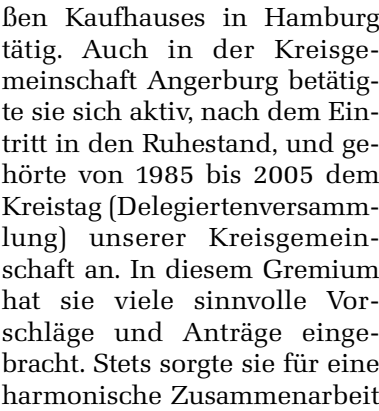 ßen Kaufhauses in Hamburg
tätig. Auch in der Kreisge-
meinschaft Angerburg betätig-
te sie sich aktiv, nach dem Ein-
tritt in den Ruhestand, und ge-
hörte von 1985 bis 2005 dem
Kreistag (Delegiertenversamm-
lung) unserer Kreisgemein-
schaft an. In diesem Gremium
hat sie viele sinnvolle Vor-
schläge und Anträge einge-
bracht. Stets sorgte sie für eine
harmonische Zusammenarbeit